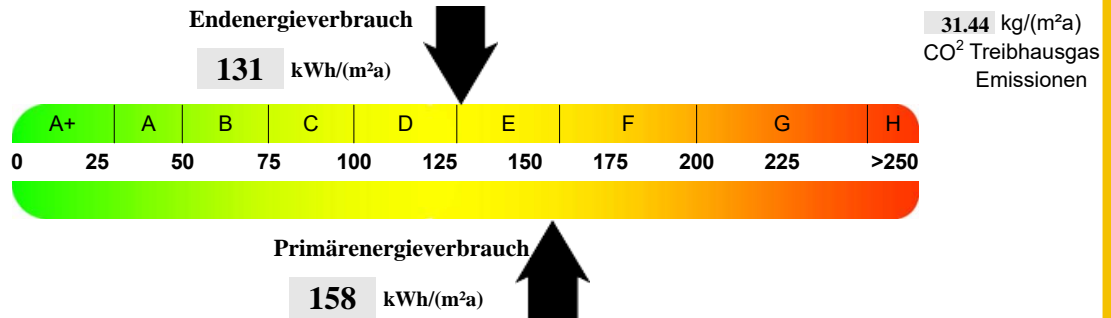 Endenergieverbrauch
131 kWh/(m²a)
31.44 kg/(m²a)
CO² Treibhausgas
Emissionen
A+ A B C D E F G H
0 25 50 75 100 125 150 175 200 225 >250
Primärenergieverbrauch
158 kWh/(m²a)